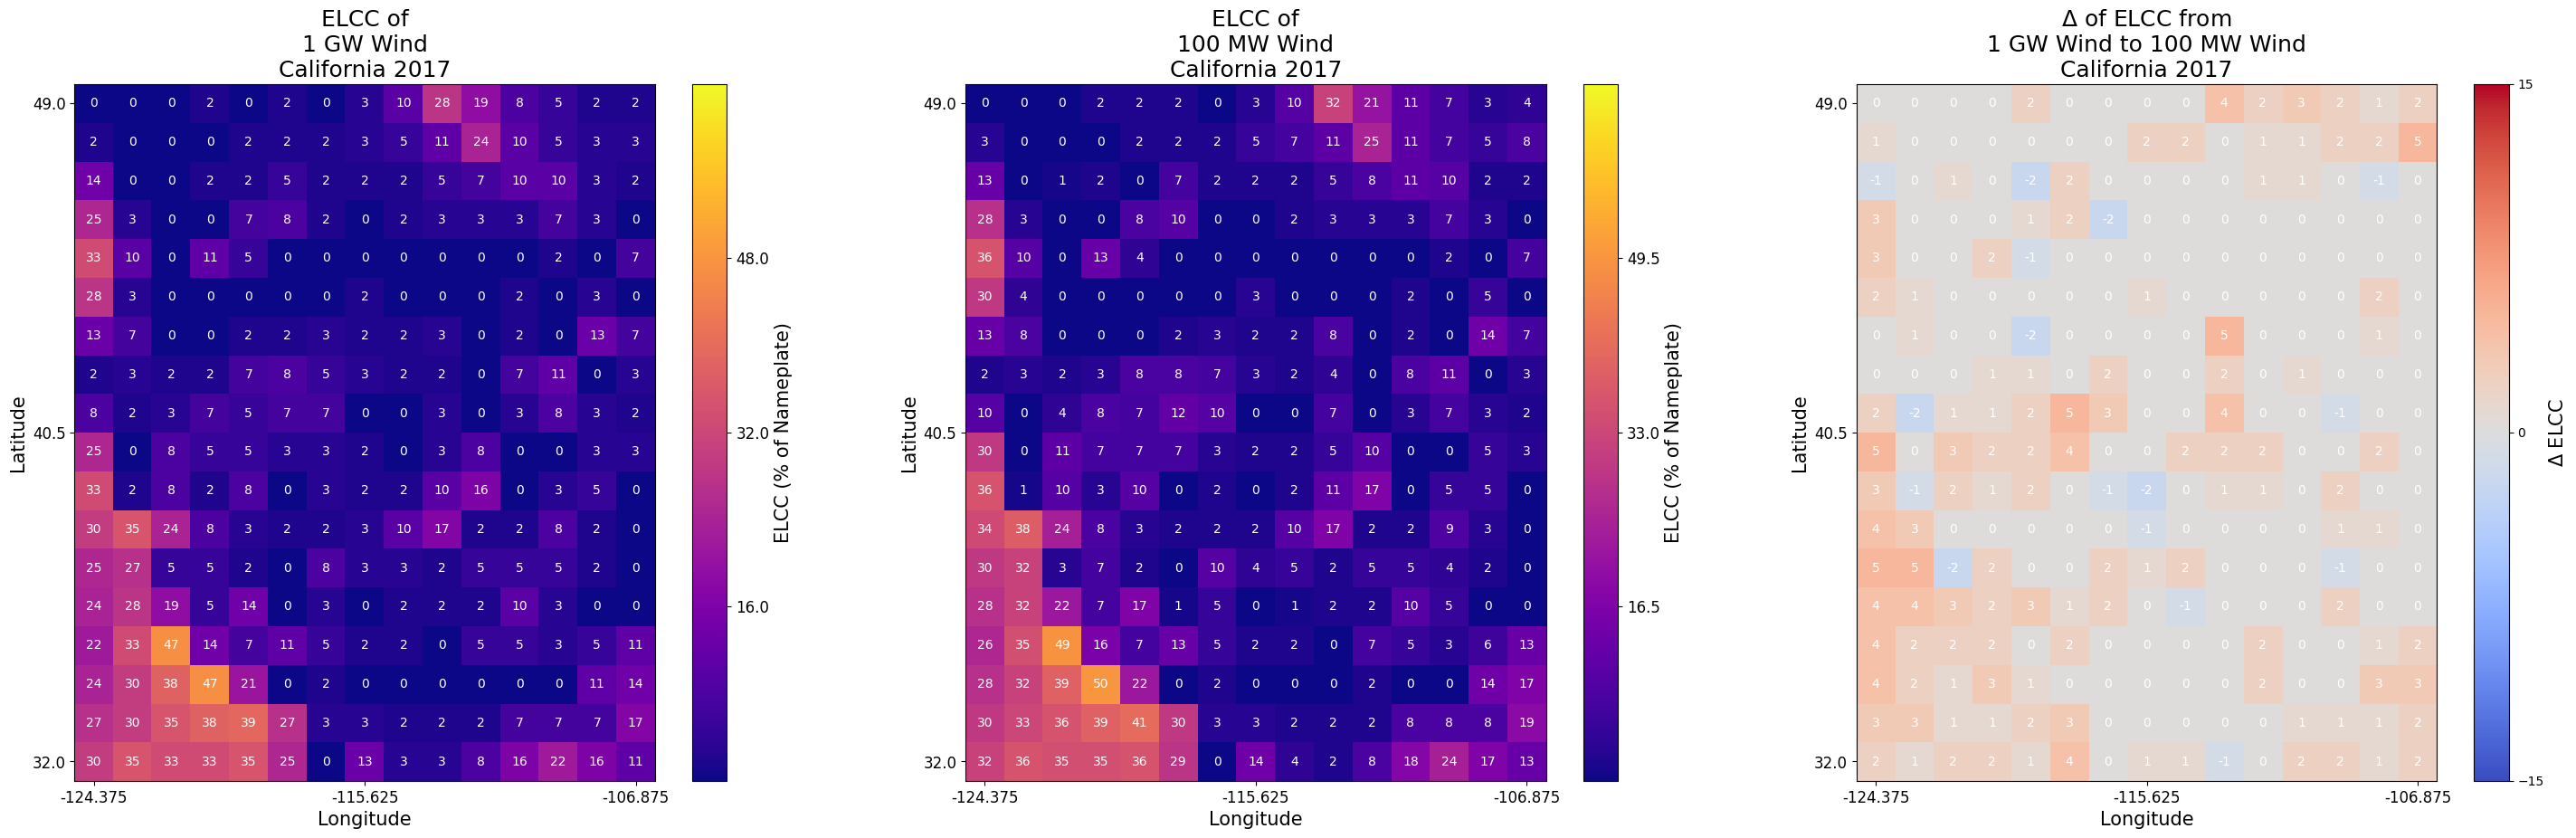 ELCC of
1 GW Wind
California 2017
49.0
40.5
32.0
Latitude
0 0 0 2 0 2 0 3 10 28 19 8 5 2 2
2 0 0 0 2 2 2 3 5 11 24 10 5 3 3
14 0 0 2 2 5 2 2 2 5 7 10 10 3 2
25 3 0 0 7 8 2 0 2 3 3 3 7 3 0
33 10 0 11 5 0 0 0 0 0 0 0 2 0 7
28 3 0 0 0 0 0 2 0 0 0 2 0 3 0
13 7 0 0 2 2 3 2 2 3 0 2 0 13 7
2 3 2 2 7 8 5 3 2 2 0 7 11 0 3
8 2 3 7 5 7 7 0 0 3 0 3 8 3 2
25 0 8 5 5 3 3 2 0 3 8 0 0 3 3
33 2 8 2 8 0 3 2 2 10 16 0 3 5 0
30 35 24 8 3 2 2 3 10 17 2 2 8 2 0
25 27 5 5 2 0 8 3 3 2 5 5 5 2 0
24 28 19 5 14 0 3 0 2 2 2 10 3 0 0
22 33 47 14 7 11 5 2 2 0 5 5 3 5 11
24 30 38 47 21 0 2 0 0 0 0 0 0 11 14
27 30 35 38 39 27 3 3 2 2 2 7 7 7 17
30 35 33 33 35 25 0 13 3 3 8 16 22 16 11
-124.375 -115.625 -106.875
Longitude
48.0
32.0
16.0
ELCC (% of Nameplate)
ELCC of
100 MW Wind
California 2017
49.0
40.5
32.0
Latitude
0 0 0 2 2 2 0 3 10 32 21 11 7 3 4
3 0 0 0 2 2 2 5 7 11 25 11 7 5 8
13 0 1 2 0 7 2 2 2 5 8 11 10 2 2
28 3 0 0 8 10 0 0 2 3 3 3 7 3 0
36 10 0 13 4 0 0 0 0 0 0 0 2 0 7
30 4 0 0 0 0 0 3 0 0 0 2 0 5 0
13 8 0 0 0 2 3 2 2 8 0 2 0 14 7
2 3 2 3 8 8 7 3 2 4 0 8 11 0 3
10 0 4 8 7 12 10 0 0 7 0 3 7 3 2
30 0 11 7 7 7 3 2 2 5 10 0 0 5 3
36 1 10 3 10 0 2 0 2 11 17 0 5 5 0
34 38 24 8 3 2 2 2 10 17 2 2 9 3 0
30 32 3 7 2 0 10 4 5 2 5 5 4 2 0
28 32 22 7 17 1 5 0 1 2 2 10 5 0 0
26 35 49 16 7 13 5 2 2 0 7 5 3 6 13
28 32 39 50 22 0 2 0 0 0 2 0 0 14 17
30 33 36 39 41 30 3 3 2 2 2 8 8 8 19
32 36 35 35 36 29 0 14 4 2 8 18 24 17 13
-124.375 -115.625 -106.875
Longitude
49.5
33.0
16.5
ELCC (% of Nameplate)
Δ of ELCC from
1 GW Wind to 100 MW Wind
California 2017
49.0
40.5
32.0
Latitude
0 0 0 0 2 0 0 0 0 4 2 3 2 1 2
1 0 0 0 0 0 0 2 2 0 1 1 2 2 5
-1 0 1 0 -2 2 0 0 0 0 1 1 0 -1 0
3 0 0 0 1 2 -2 0 0 0 0 0 0 0 0
3 0 0 2 -1 0 0 0 0 0 0 0 0 0 0
2 1 0 0 0 0 0 1 0 0 0 0 0 2 0
0 1 0 0 -2 0 0 0 0 5 0 0 0 1 0
0 0 0 1 1 0 2 0 0 2 0 1 0 0 0
2 -2 1 1 2 5 3 0 0 4 0 0 -1 0 0
5 0 3 2 2 4 0 0 2 2 2 0 0 2 0
3 -1 2 1 2 0 -1 -2 0 1 1 0 2 0 0
4 3 0 0 0 0 0 -1 0 0 0 0 1 1 0
5 5 -2 2 0 0 2 1 2 0 0 0 -1 0 0
4 4 3 2 3 1 2 0 -1 0 0 0 2 0 0
4 2 2 2 0 2 0 0 0 0 2 0 0 1 2
4 2 1 3 1 0 0 0 0 0 2 0 0 3 3
3 3 1 1 2 3 0 0 0 0 0 1 1 1 2
2 1 2 2 1 4 0 1 1 -1 0 2 2 1 2
-124.375 -115.625 -106.875
Longitude
15
0
−15
Δ ELCC